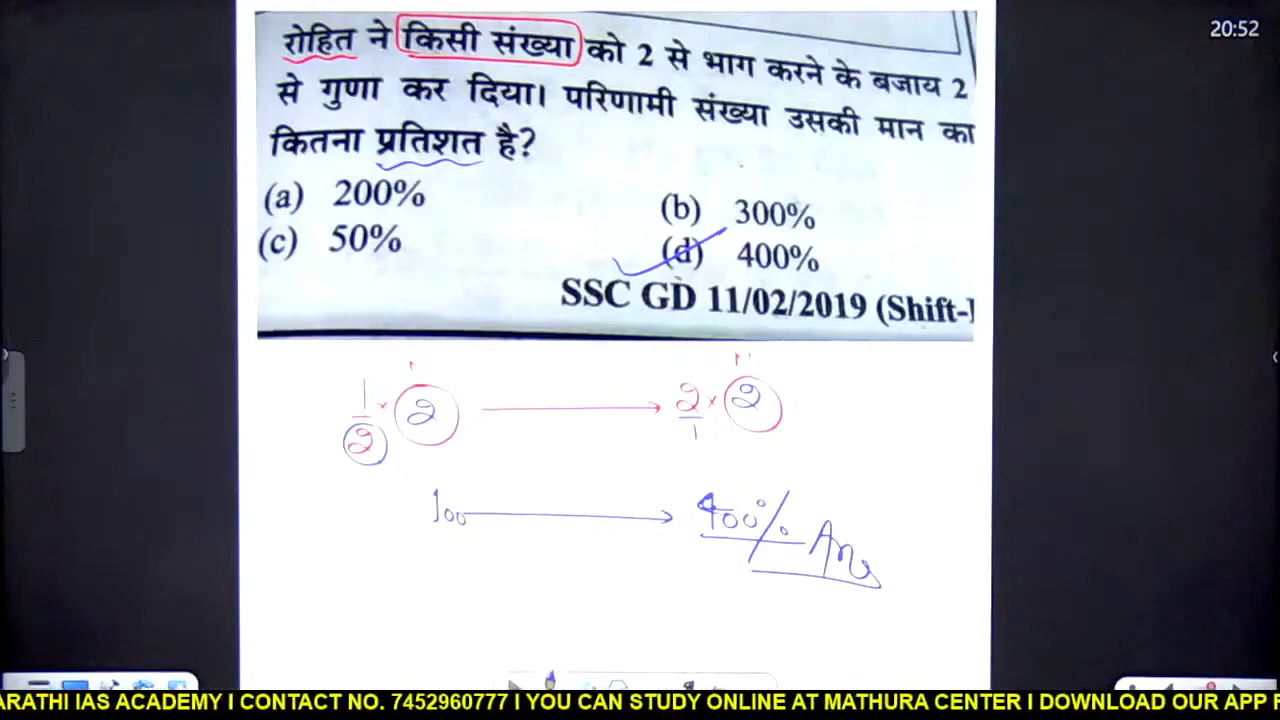 20:52
रोहित ने किसी संख्या को 2 से भाग करने के बजाय 2
से गुणा कर दिया। परिणामी संख्या उसकी मान का
कितना प्रतिशत है?
(a) 200%
(b) 300%
(c) 50%
(d) 400%
SSC GD 11/02/2019 (Shift-I
1/2 × 2 → 2/1 × 2
100 → 400% Ans
ARATHI IAS ACADEMY I CONTACT NO. 7452960777 I YOU CAN STUDY ONLINE AT MATHURA CENTER I DOWNLOAD OUR APP F